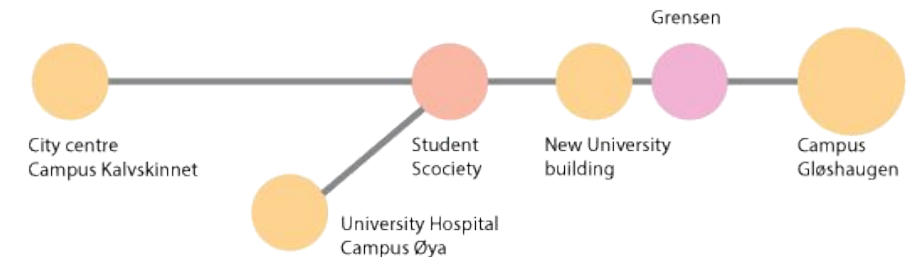 Grensen
City centre
Campus Kalvskinnet
Student
Scociety
New University
building
Campus
Gløshaugen
University Hospital
Campus Øya